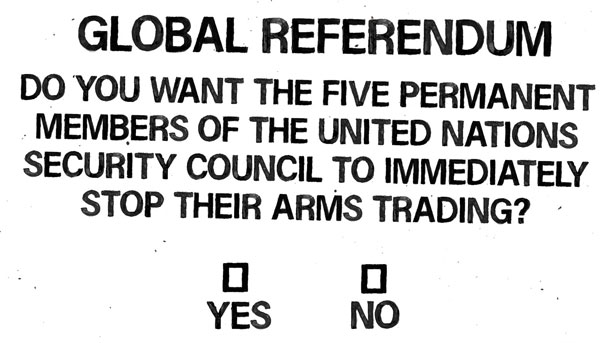 GLOBAL REFERENDUM
DO YOU WANT THE FIVE PERMANENT
MEMBERS OF THE UNITED NATIONS
SECURITY COUNCIL TO IMMEDIATELY
STOP THEIR ARMS TRADING?
YES NO